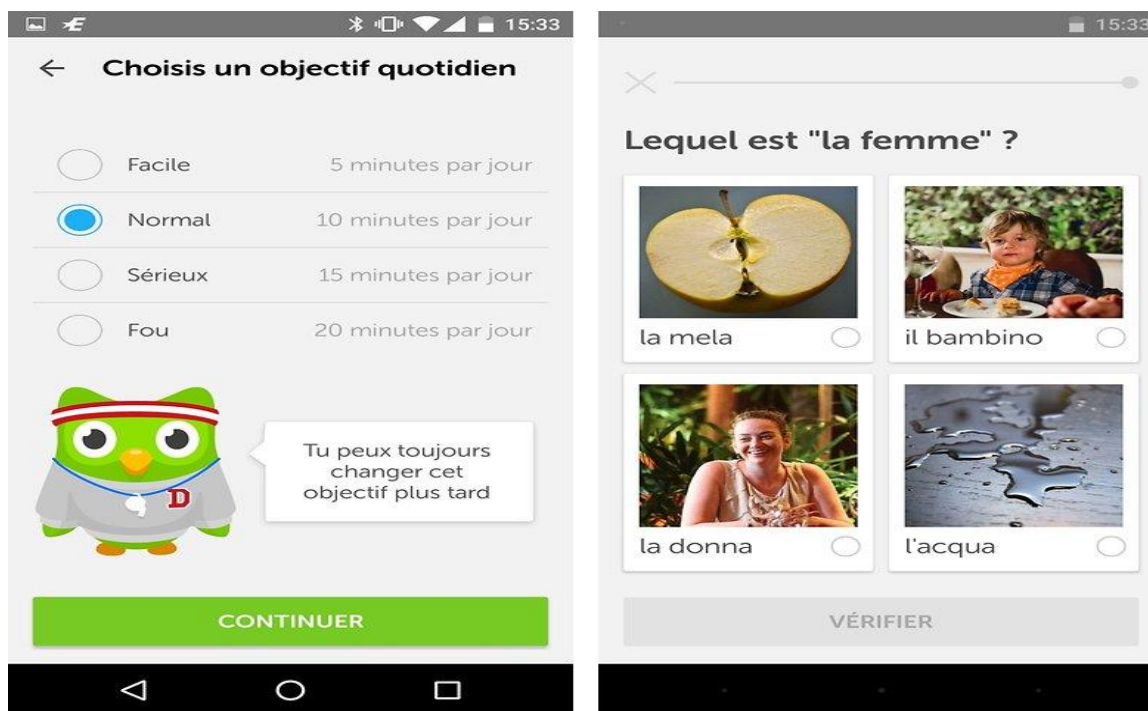 15:33
Choisis un objectif quotidien
Facile 5 minutes par jour
Normal 10 minutes par jour
Sérieux 15 minutes par jour
Fou 20 minutes par jour
D
Tu peux toujours
changer cet
objectif plus tard
CONTINUER
15:33
Lequel est "la femme" ?
la mela
il bambino
la donna
l'acqua
VÉRIFIER